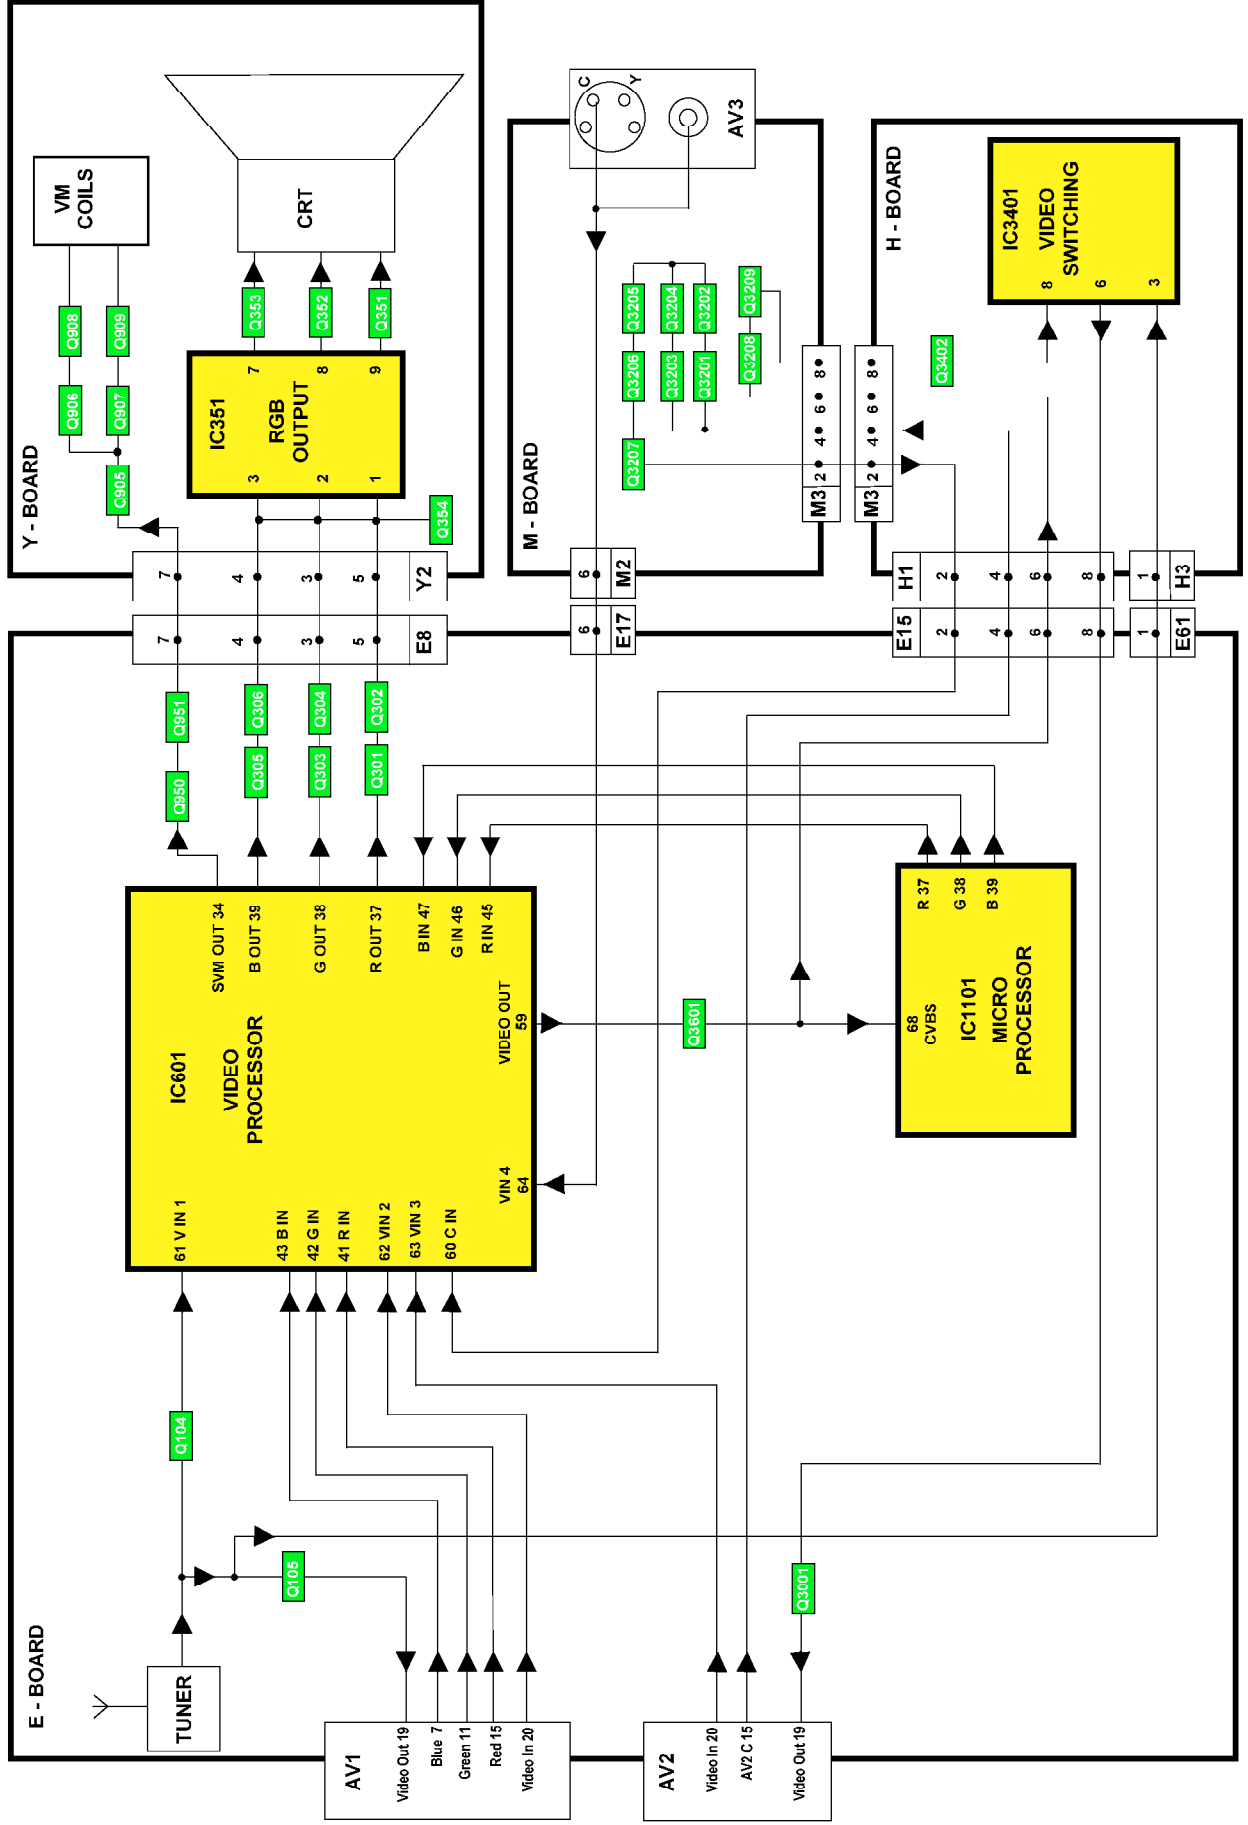 Y - BOARD
VM
COILS
Q908
Q909
Q906
Q907
Q905
CRT
Q353
Q352
Q351
IC351
RGB
OUTPUT
7
8
9
3
2
1
Q354
7
4
3
5
Y2
7
4
3
5
E8
M - BOARD
C
Y
AV3
Q3205
Q3204
Q3202
Q3209
Q3206
Q3203
Q3201
Q3208
Q3207
M3
2
4
6
8
6
M2
6
E17
H - BOARD
IC3401
VIDEO
SWITCHING
8
6
3
Q3402
M3
2
4
6
8
H1
2
4
6
8
1
H3
E15
2
4
6
8
1
E61
E - BOARD
Q951
Q950
Q306
Q305
Q304
Q303
Q302
Q301
IC601
VIDEO
PROCESSOR
SVM OUT 34
B OUT 39
G OUT 38
R OUT 37
B IN 47
G IN 46
R IN 45
VIDEO OUT
59
VIN 4
64
61 V IN 1
43 B IN
42 G IN
41 R IN
62 VIN 2
63 VIN 3
60 C IN
Q3601
R 37
G 38
B 39
68
CVBS
IC1101
MICRO
PROCESSOR
Q104
Q105
Q3001
TUNER
AV1
Video Out 19
Blue 7
Green 11
Red 15
Video In 20
AV2
Video In 20
AV2 C 15
Video Out 19